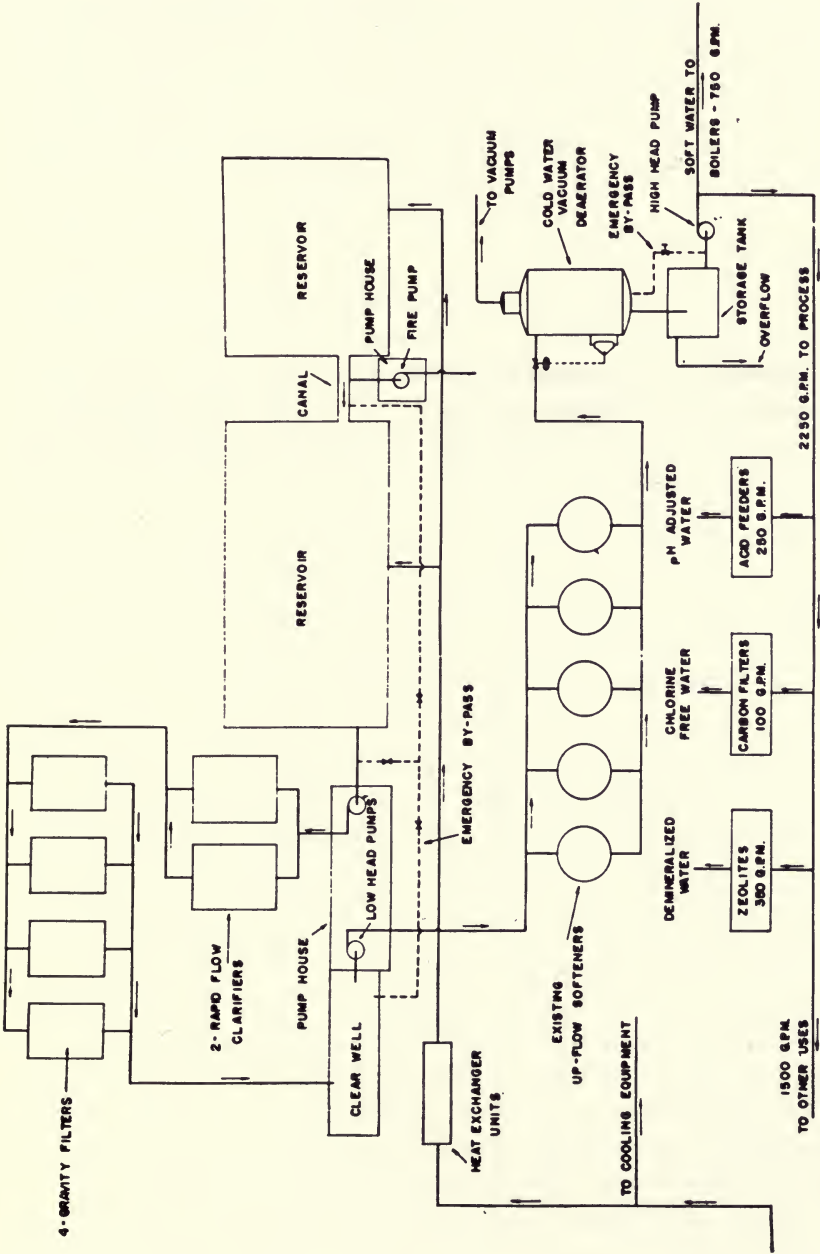 4-GRAVITY FILTERS
2-RAPID FLOW
CLARIFIERS
PUMP HOUSE
CLEAR WELL
LOW HEAD PUMPS
RESERVOIR
CANAL
RESERVOIR
PUMP HOUSE
FIRE PUMP
EMERGENCY BY-PASS
HEAT EXCHANGER
UNITS
TO COOLING EQUIPMENT
EXISTING
UP-FLOW SOFTENERS
TO VACUUM
PUMPS
COLD WATER
VACUUM
DEAERATOR
EMERGENCY
BY-PASS
HIGH HEAD PUMP
STORAGE TANK
OVERFLOW
SOFT WATER TO
BOILERS - 750 G.P.M.
2250 G.P.M. TO PROCESS
DEMINERALIZED
WATER
ZEOLITES
380 G.P.M.
CHLORINE
FREE WATER
CARBON FILTERS
100 G.P.M.
pH ADJUSTED
WATER
ACID FEEDERS
250 G.P.M.
1500 G.P.M.
TO OTHER USES